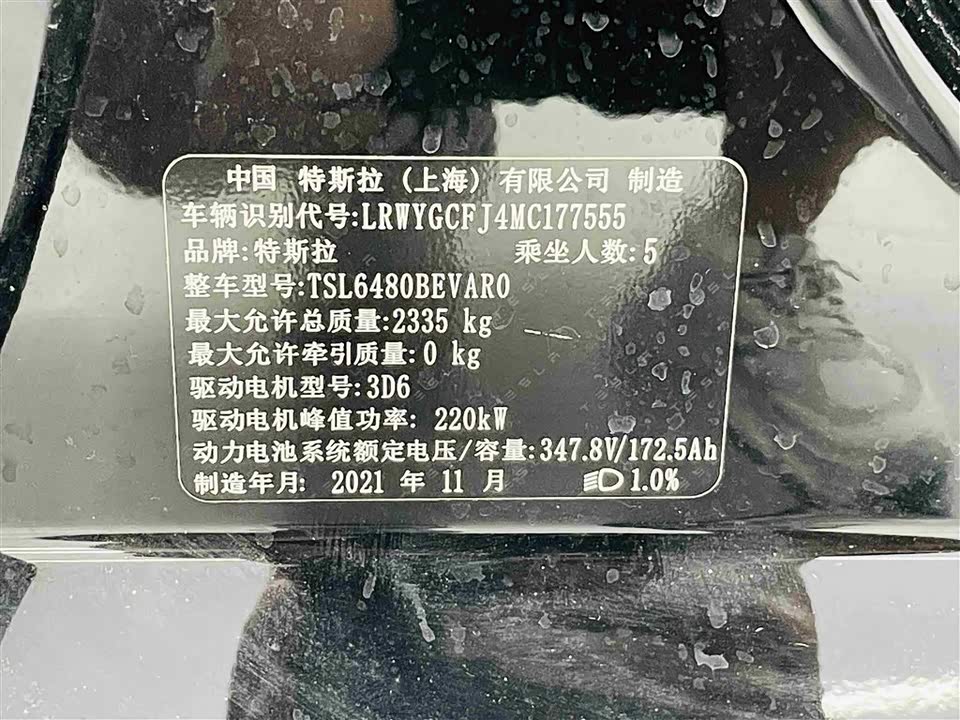 中国 特斯拉 (上海) 有限公司 制造
车辆识别代号:LRWYGCFJ4MC177555
品牌:特斯拉 乘坐人数:5
整车型号:TSL6480BEVAR0
最大允许总质量:2335 kg
最大允许牵引质量:0 kg
驱动电机型号:3D6
驱动电机峰值功率: 220kW
动力电池系统额定电压/容量:347.8V/172.5Ah
制造年月: 2021 年 11 月 1.0%